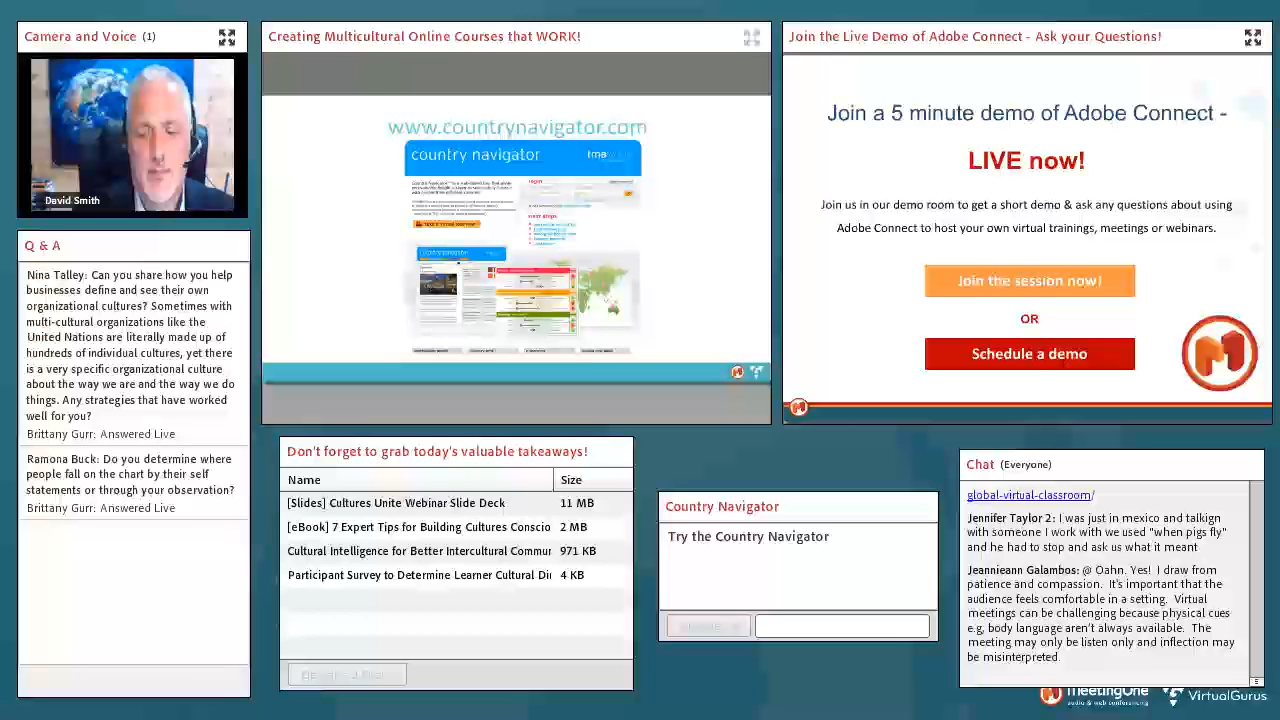 Camera and Voice (1)
David Smith
Q & A
Nina Talley: Can you share how you help
businesses define and see their own
organizational cultures? Sometimes with
multi-cultural organizations like the
United Nations are literally made up of
hundreds of individual cultures, yet there
is a very specific organizational culture
about the way we are and the way we do
things. Any strategies that have worked
well for you?
Brittany Gurr: Answered Live
Ramona Buck: Do you determine where
people fall on the chart by their self
statements or through your observation?
Brittany Gurr: Answered Live
Creating Multicultural Online Courses that WORK!
www.countrynavigator.com
country navigator
Join the Live Demo of Adobe Connect - Ask your Questions!
Join a 5 minute demo of Adobe Connect -
LIVE now!
Join us in our demo room to get a short demo & ask any questions about using
Adobe Connect to host your own virtual trainings, meetings or webinars.
Join the session now!
OR
Schedule a demo
Don't forget to grab today's valuable takeaways!
Name Size
[Slides] Cultures Unite Webinar Slide Deck 11 MB
[eBook] 7 Expert Tips for Building Cultures Conscio 2 MB
Cultural Intelligence for Better Intercultural Commur 971 KB
Participant Survey to Determine Learner Cultural Di 4 KB
Country Navigator
Try the Country Navigator
Chat (Everyone)
global-virtual-classroom/
Jennifer Taylor 2: I was just in mexico and talkign
with someone I work with we used "when pigs fly"
and he had to stop and ask us what it meant
Jeannieann Galambos: @ Oahn. Yes! I draw from
patience and compassion. It's important that the
audience feels comfortable in a setting. Virtual
meetings can be challenging because physical cues
e.g. body language aren't always available. The
meeting may only be listen only and inflection may
be misinterpreted.
MeetingOne
audio & web conferencing
VirtualGurus